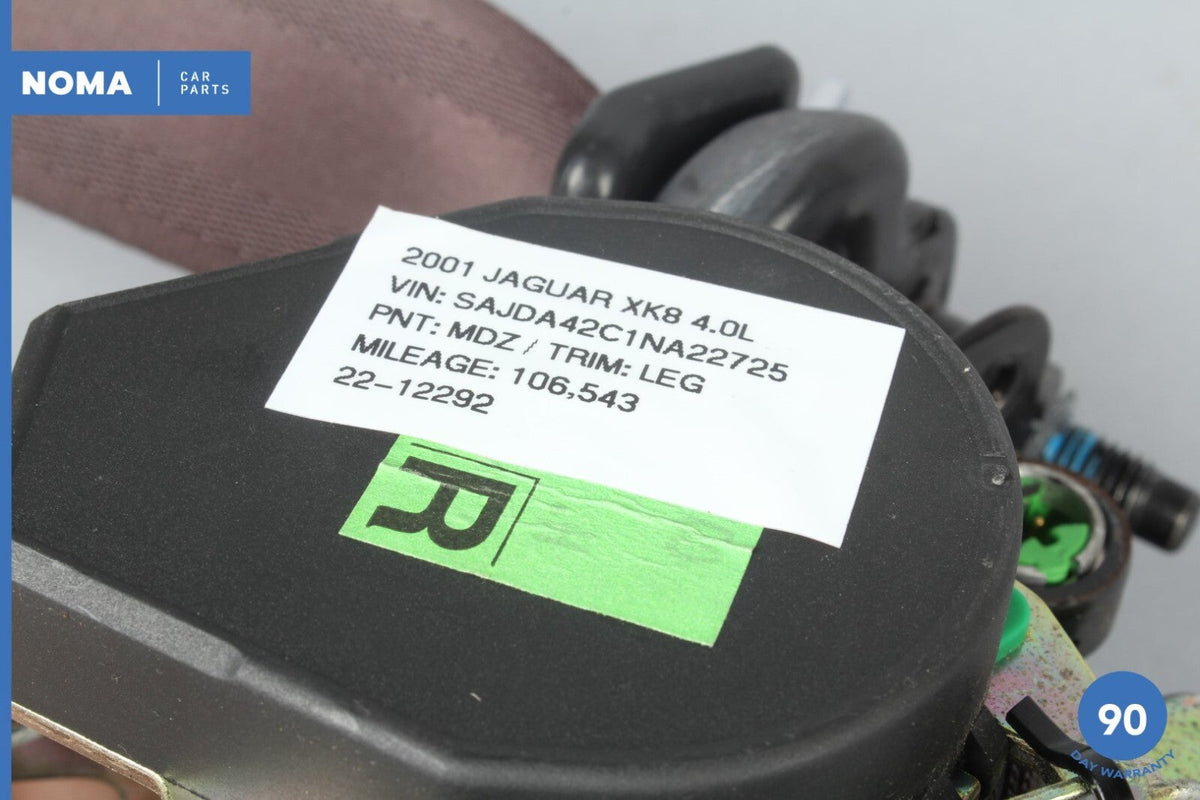 NOMA
CAR
PARTS
2001 JAGUAR XK8 4.0L
VIN: SAJDA42C1NA22725
PNT: MDZ / TRIM: LEG
MILEAGE: 106,543
22-12292
R
90
DAY WARRANTY